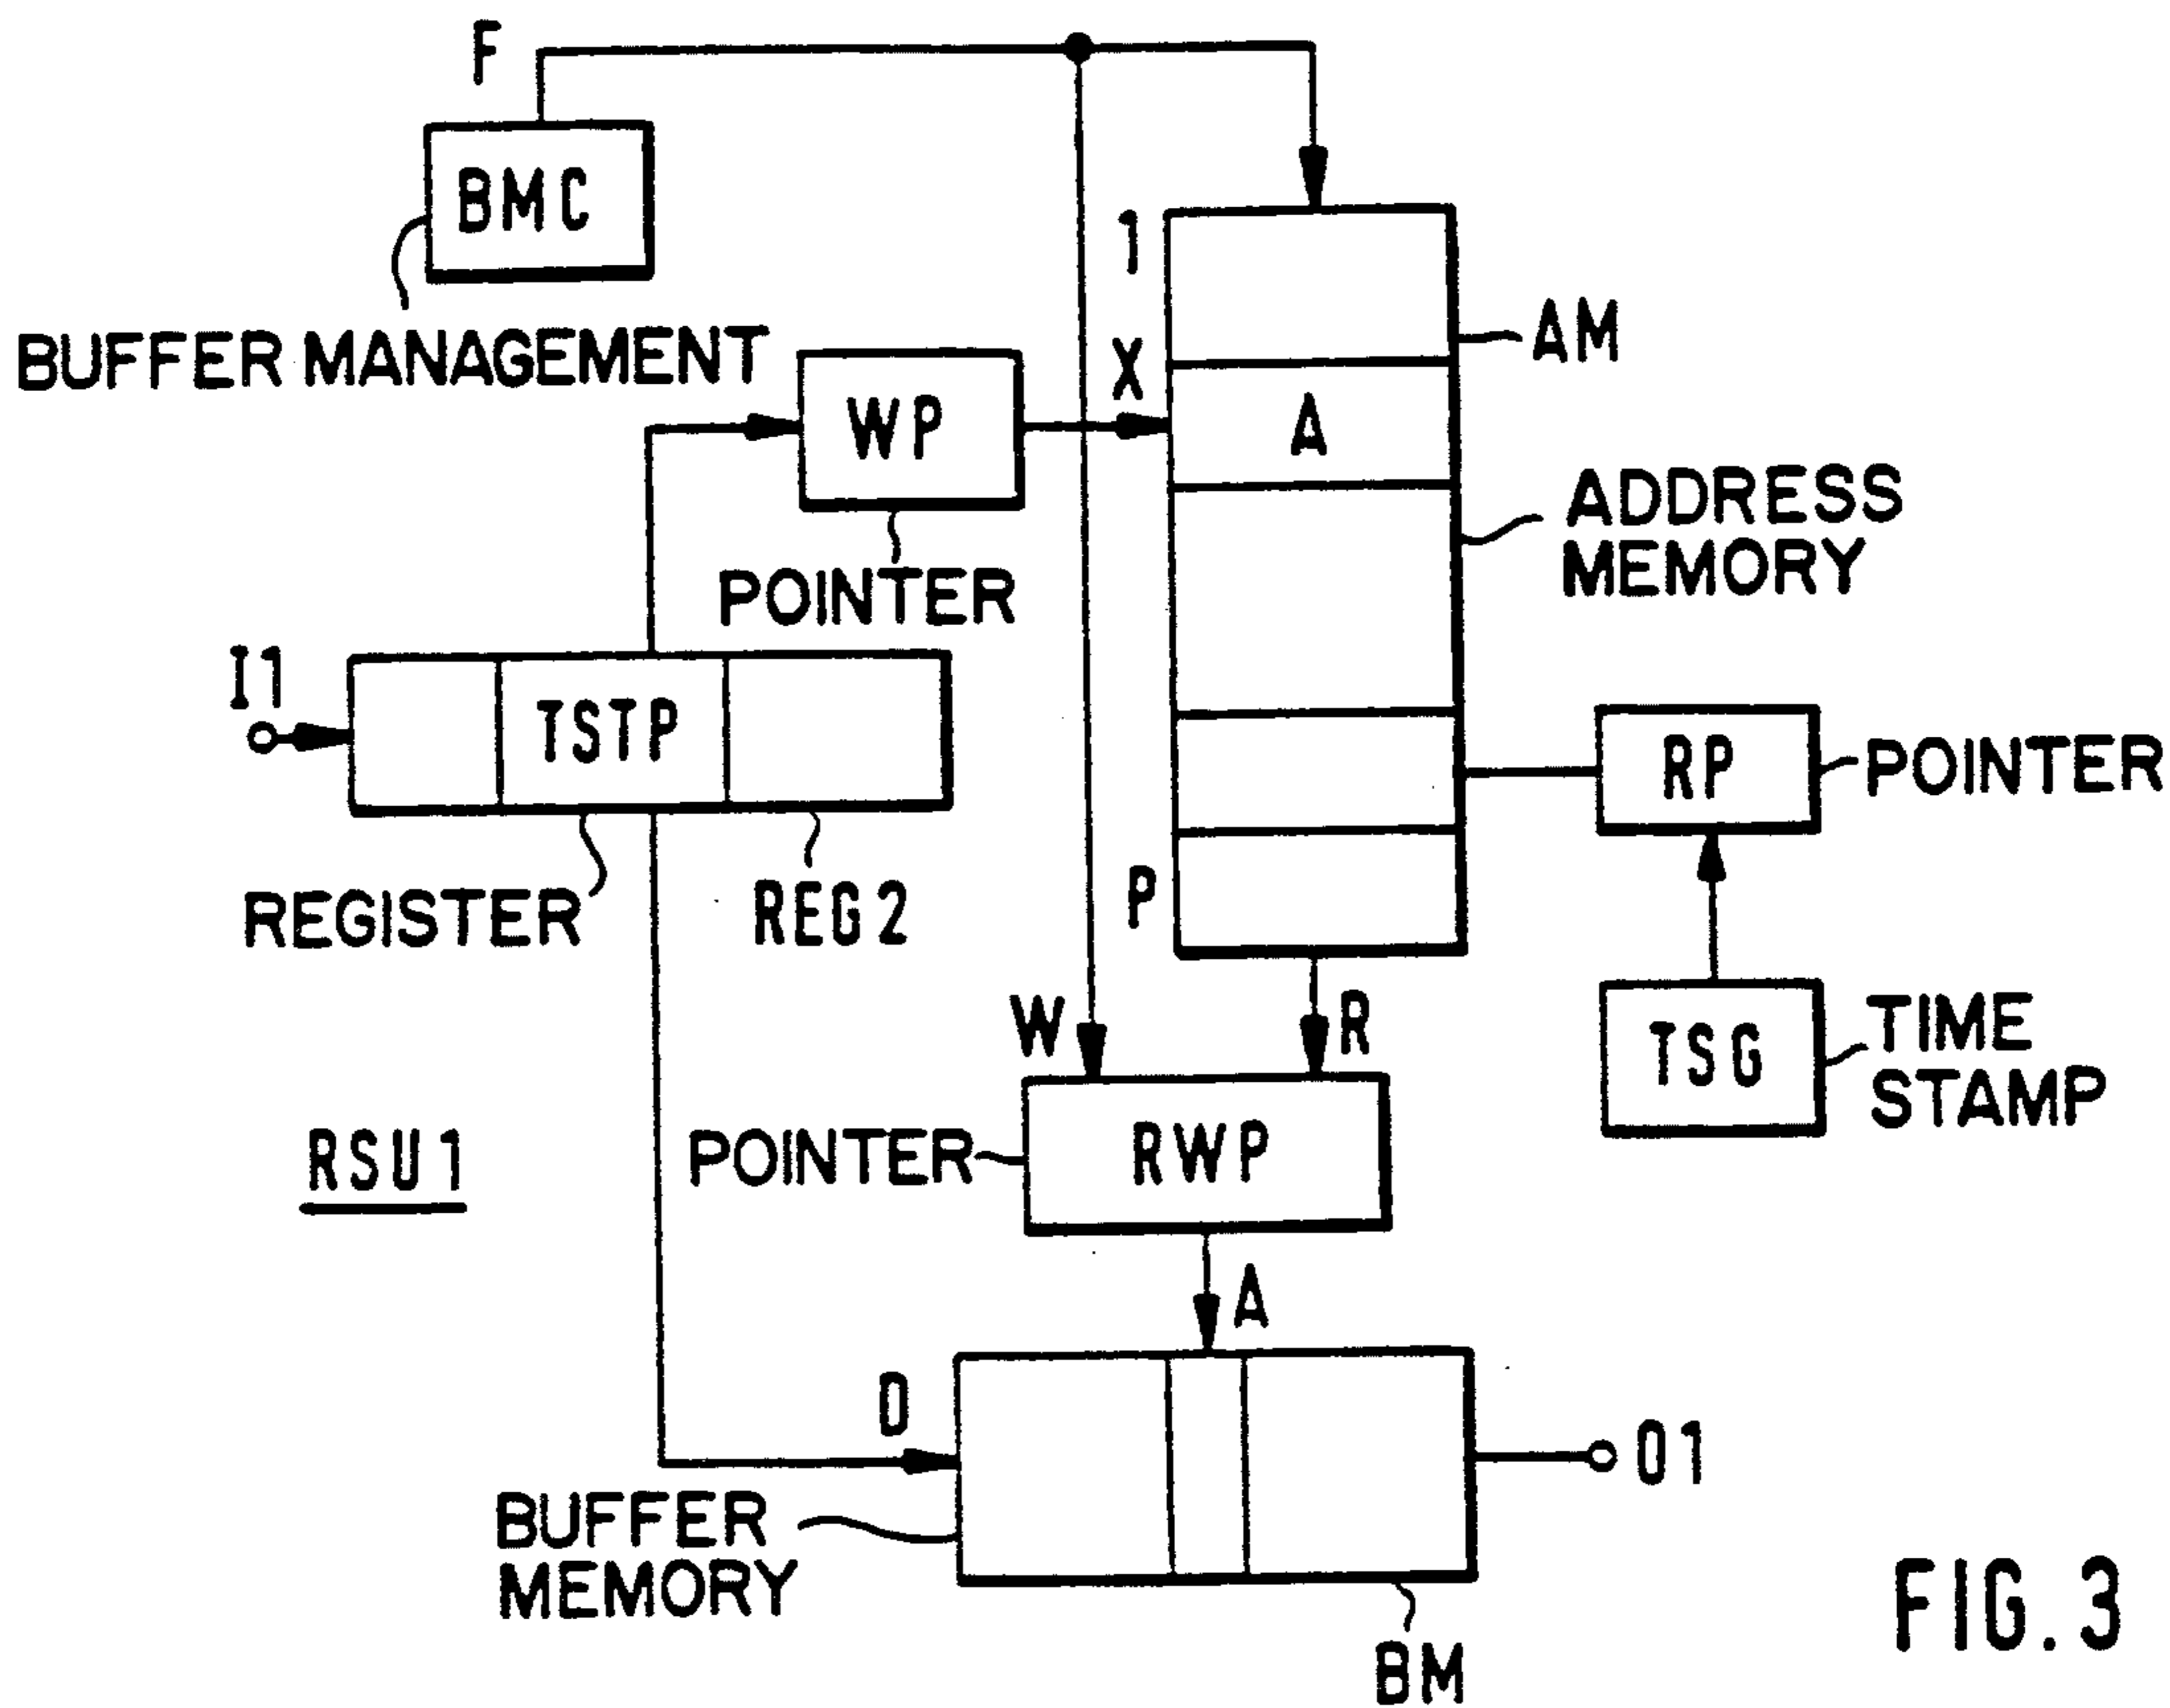 F
BMC
BUFFER MANAGEMENT
1
AM
X
WP
A
ADDRESS
MEMORY
POINTER
I1
TSTP
RP
POINTER
REGISTER
REG2
P
W
R
TSG
TIME
STAMP
RSU1
POINTER
RWP
A
D
O1
BUFFER
MEMORY
BM
FIG. 3